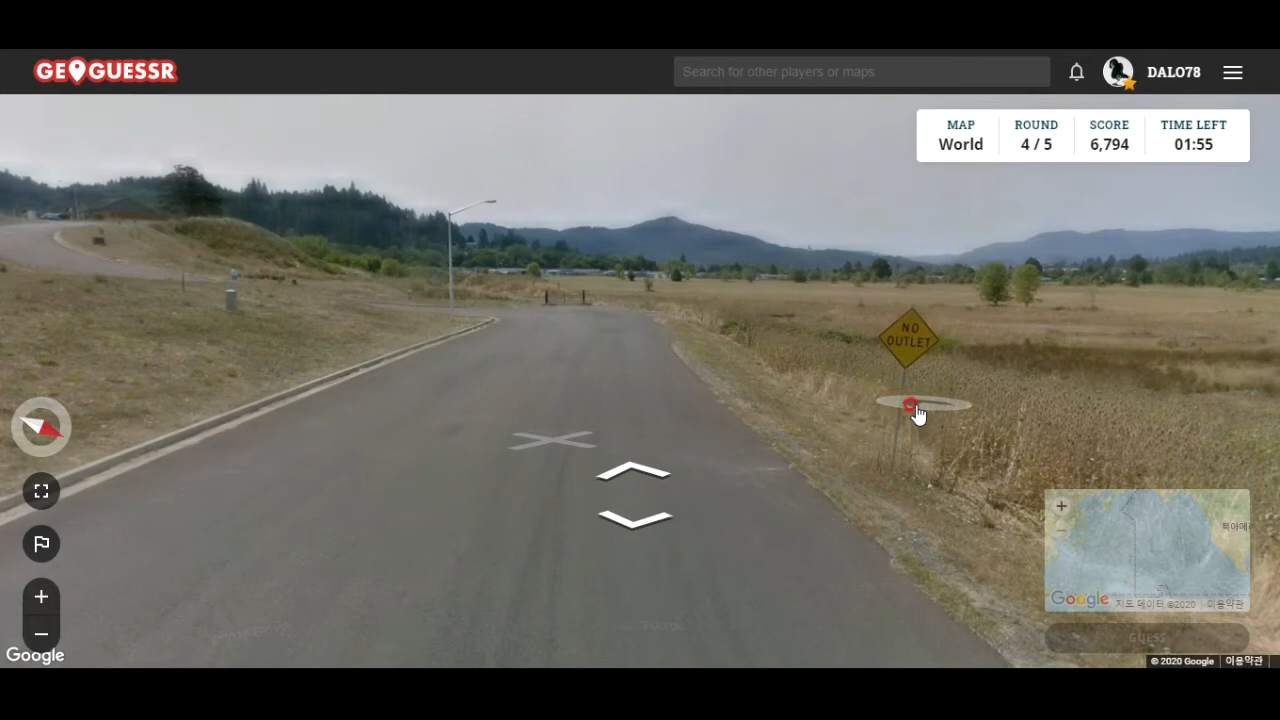 GEOGUESSR
Search for other players or maps
DALO78
MAP
World
ROUND
4 / 5
SCORE
6,794
TIME LEFT
01:55
NO
OUTLET
Google
지도 데이터 ©2020
이용약관
GUESS
Google
© 2020 Google
이용약관